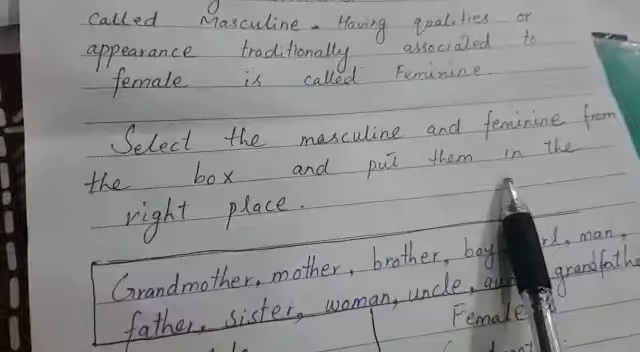 called Masculine. Having qualities or
appearance traditionally associated to
female is called Feminine.
Select the masculine and feminine from
the box and put them in the
right place.
Grandmother, mother, brother, boy, man,
father, sister, woman, uncle, grandfathe
Female